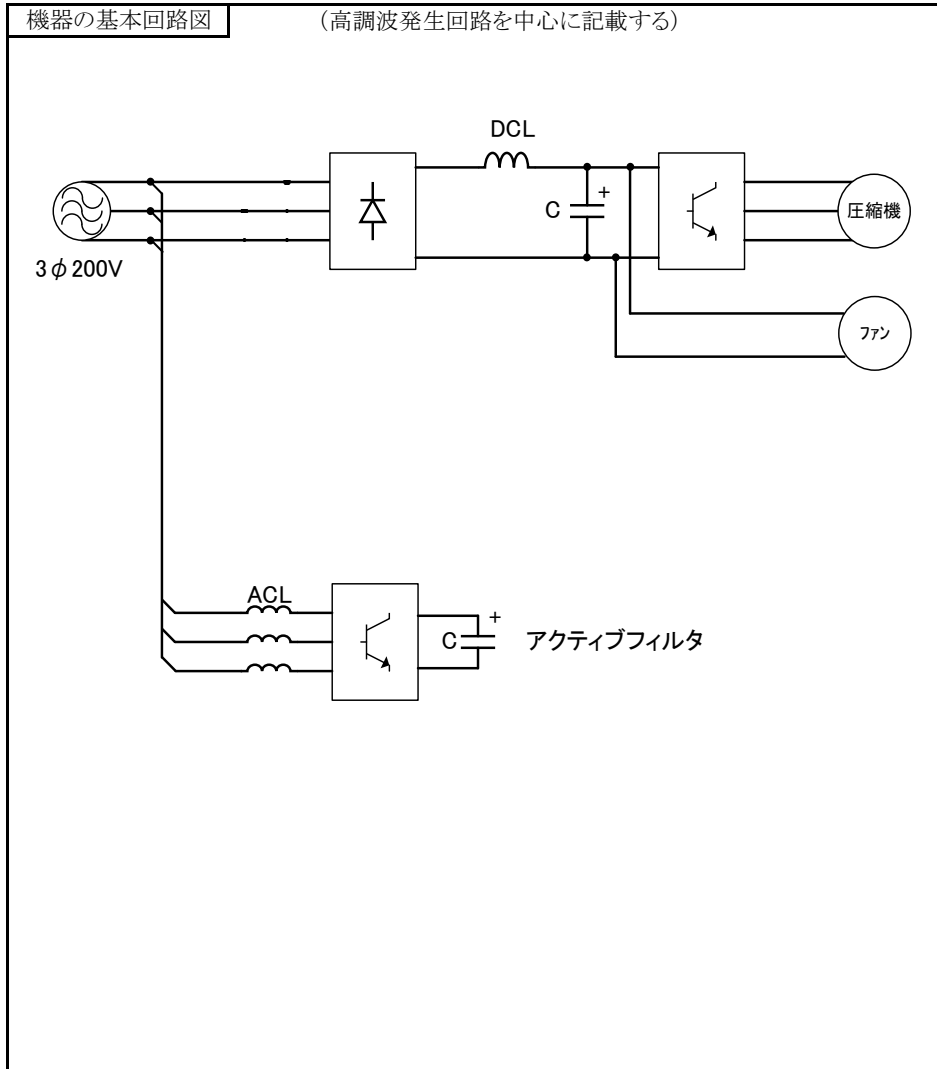 機器の基本回路図
(高調波発生回路を中心に記載する)
DCL
C
+
圧縮機
3φ200V
ファン
ACL
C
+
アクティブフィルタ